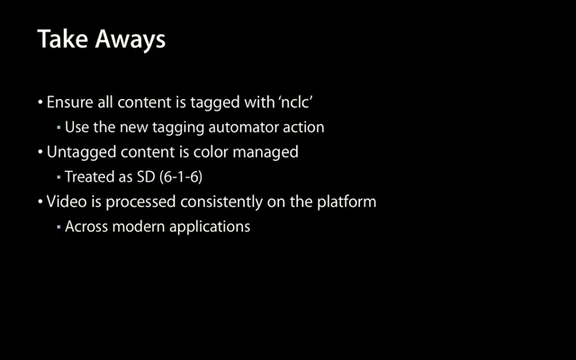 Take Aways
• Ensure all content is tagged with ‘nclc’
▪ Use the new tagging automator action
• Untagged content is color managed
▪ Treated as SD (6-1-6)
• Video is processed consistently on the platform
▪ Across modern applications